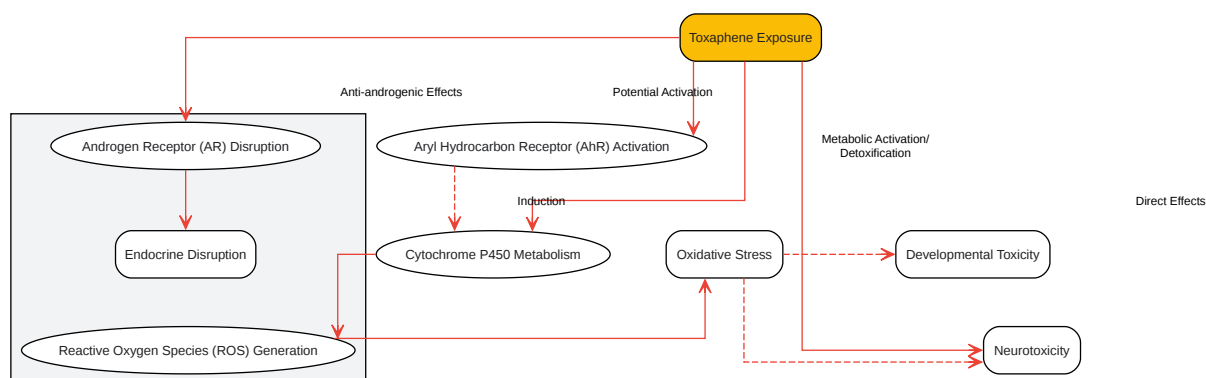 Toxaphene Exposure
Anti-androgenic Effects
Potential Activation
Androgen Receptor (AR) Disruption
Aryl Hydrocarbon Receptor (AhR) Activation
Metabolic Activation/
Detoxification
Induction
Direct Effects
Endocrine Disruption
Cytochrome P450 Metabolism
Oxidative Stress
Developmental Toxicity
Reactive Oxygen Species (ROS) Generation
Neurotoxicity